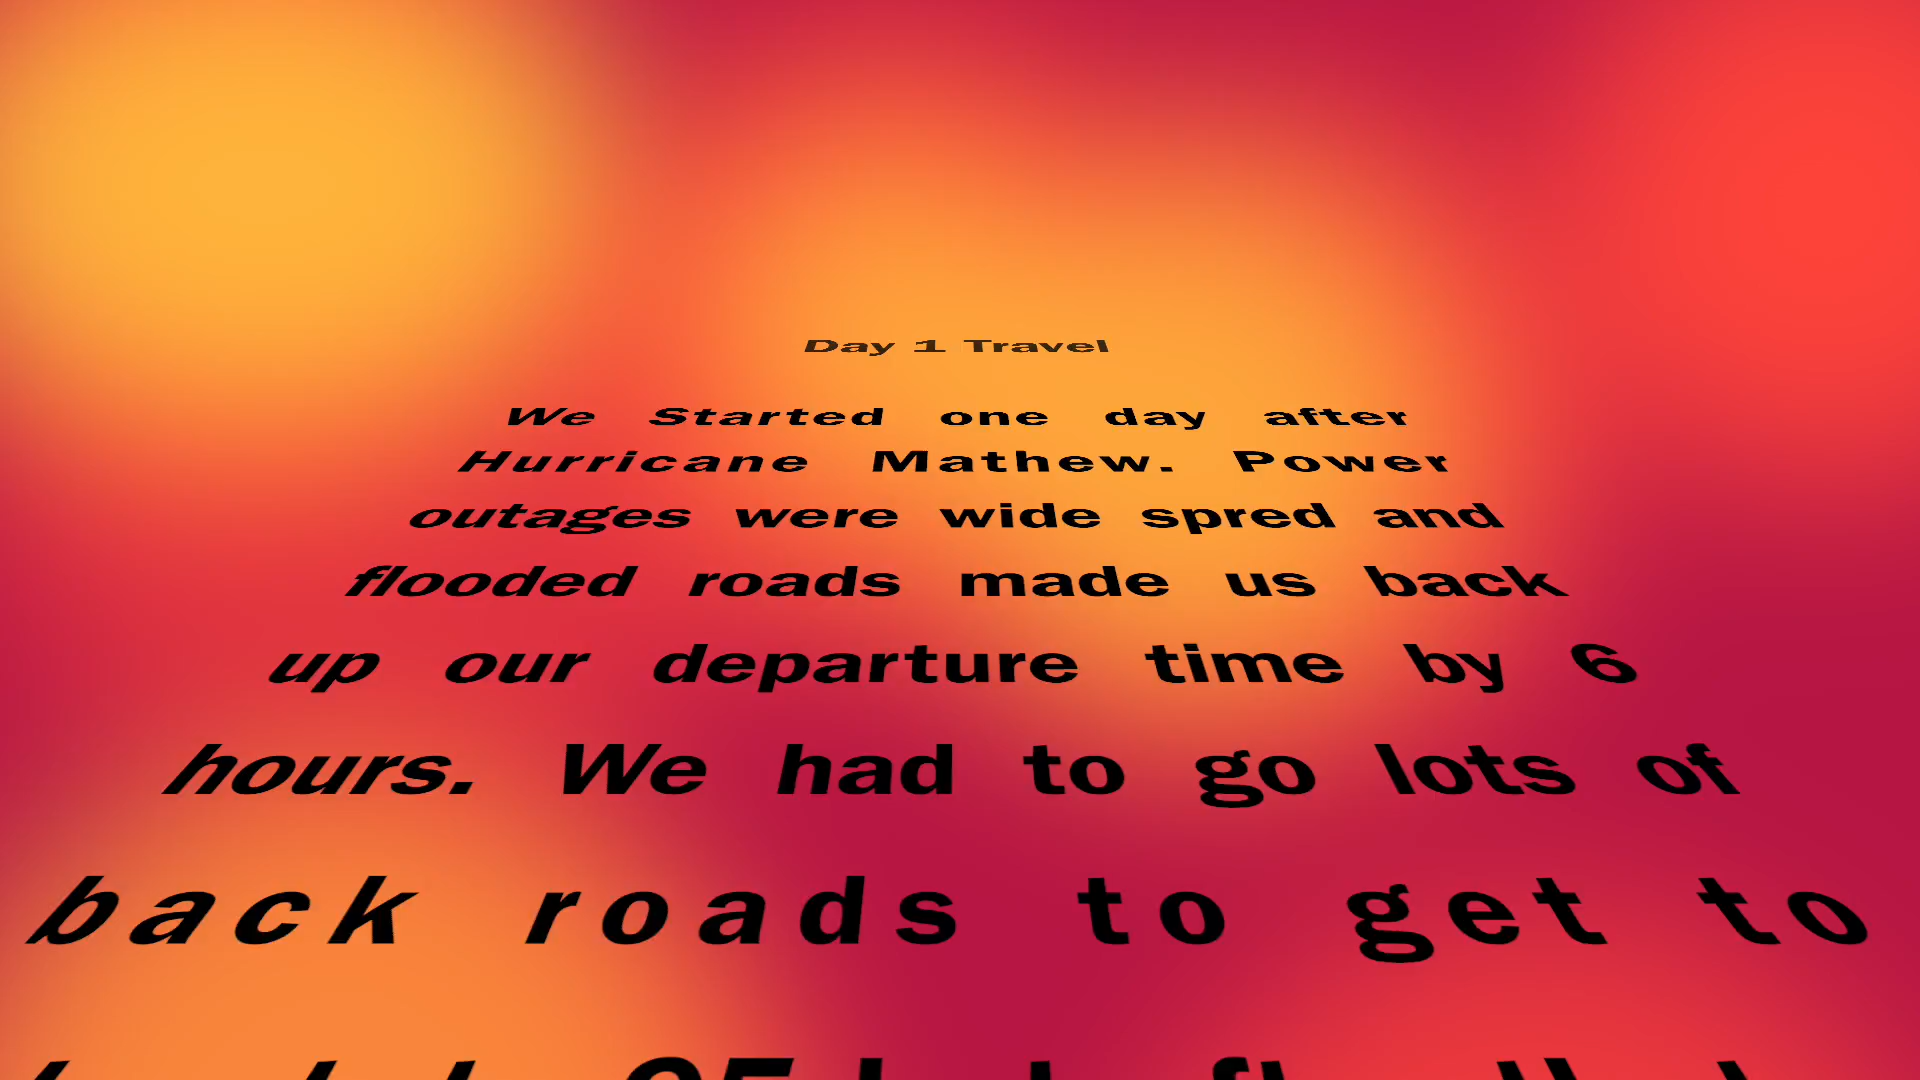 Day 1 Travel
We Started one day after
Hurricane Mathew. Power
outages were wide spred and
flooded roads made us back
up our departure time by 6
hours. We had to go lots of
back roads to get to